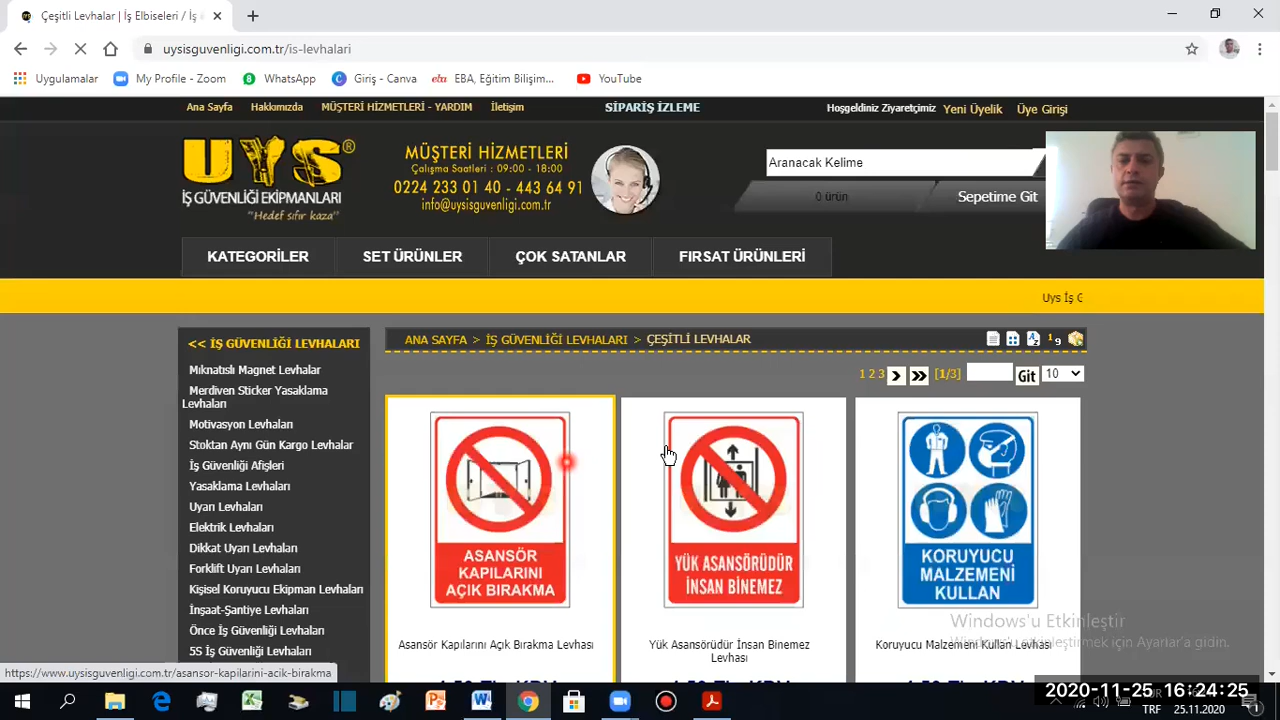 Çeşitli Levhalar | İş Elbiseleri / İş
uysisguvenligi.com.tr/is-levhalari
Uygulamalar My Profile - Zoom WhatsApp Giriş - Canva EBA, Eğitim Bilişim... YouTube
Ana Sayfa Hakkımızda MÜŞTERİ HİZMETLERİ - YARDIM İletişim SİPARİŞ İZLEME Hoşgeldiniz Ziyaretçimiz Yeni Üyelik Üye Girişi
UYS®
İŞ GÜVENLİĞİ EKİPMANLARI
"Hedef sıfır kaza"
MÜŞTERİ HİZMETLERİ
Çalışma Saatleri : 09:00 - 18:00
0224 233 01 40 - 443 64 91
info@uysisguvenligi.com.tr
Aranacak Kelime
0 ürün Sepetime Git
KATEGORİLER SET ÜRÜNLER ÇOK SATANLAR FIRSAT ÜRÜNLERİ
Uys İş G
<< İŞ GÜVENLİĞİ LEVHALARI
Mıknatıslı Magnet Levhalar
Merdiven Sticker Yasaklama
Levhaları
Motivasyon Levhaları
Stoktan Aynı Gün Kargo Levhalar
İş Güvenliği Afişleri
Yasaklama Levhaları
Uyarı Levhaları
Elektrik Levhaları
Dikkat Uyarı Levhaları
Forklift Uyarı Levhaları
Kişisel Koruyucu Ekipman Levhaları
İnşaat-Şantiye Levhaları
Önce İş Güvenliği Levhaları
5S İş Güvenliği Levhaları
ANA SAYFA > İŞ GÜVENLİĞİ LEVHALARI > ÇEŞİTLİ LEVHALAR
1 2 3 [1/3] Git 10
ASANSÖR
KAPILARINI
AÇIK BIRAKMA
Asansör Kapılarını Açık Bırakma Levhası
YÜK ASANSÖRÜDÜR
İNSAN BİNEMEZ
Yük Asansörüdür İnsan Binemez
Levhası
KORUYUCU
MALZEMENİ
KULLAN
Koruyucu Malzemeni Kullan Levhası
Windows'u Etkinleştir
Windows'u etkinleştirmek için Ayarlar'a gidin.
https://www.uysisguvenligi.com.tr/asansor-kapilarini-acik-birakma
2020-11-25 16:24:25
TRF 25.11.2020